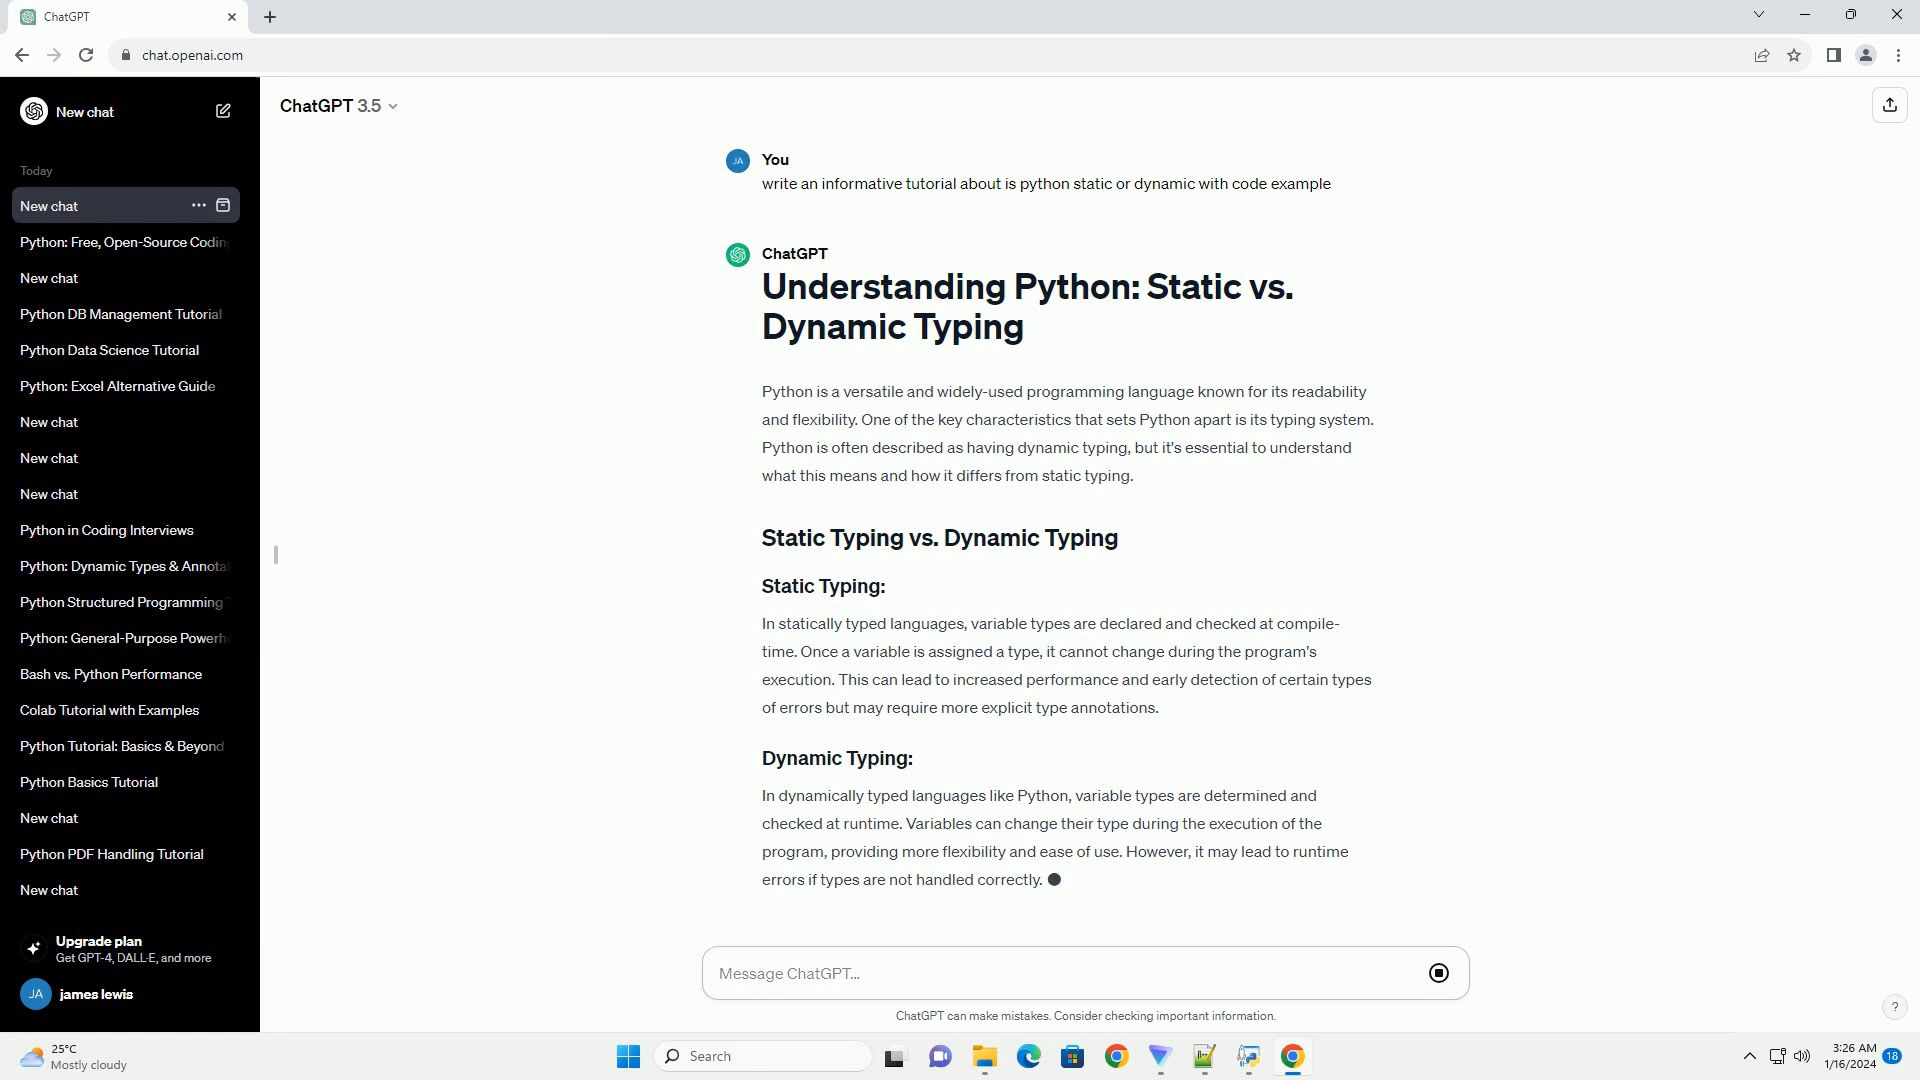 ChatGPT
chat.openai.com
New chat
Today
New chat
Python: Free, Open-Source Coding
New chat
Python DB Management Tutorial
Python Data Science Tutorial
Python: Excel Alternative Guide
New chat
New chat
New chat
Python in Coding Interviews
Python: Dynamic Types & Annota
Python Structured Programming
Python: General-Purpose Powerh
Bash vs. Python Performance
Colab Tutorial with Examples
Python Tutorial: Basics & Beyond
Python Basics Tutorial
New chat
Python PDF Handling Tutorial
New chat
Upgrade plan
Get GPT-4, DALL·E, and more
JA james lewis
ChatGPT 3.5
JA You
write an informative tutorial about is python static or dynamic with code example
ChatGPT
Understanding Python: Static vs.
Dynamic Typing
Python is a versatile and widely-used programming language known for its readability
and flexibility. One of the key characteristics that sets Python apart is its typing system.
Python is often described as having dynamic typing, but it's essential to understand
what this means and how it differs from static typing.
Static Typing vs. Dynamic Typing
Static Typing:
In statically typed languages, variable types are declared and checked at compile-
time. Once a variable is assigned a type, it cannot change during the program's
execution. This can lead to increased performance and early detection of certain types
of errors but may require more explicit type annotations.
Dynamic Typing:
In dynamically typed languages like Python, variable types are determined and
checked at runtime. Variables can change their type during the execution of the
program, providing more flexibility and ease of use. However, it may lead to runtime
errors if types are not handled correctly.
Message ChatGPT...
ChatGPT can make mistakes. Consider checking important information.
?
25°C
Mostly cloudy
Search
3:26 AM
1/16/2024
18